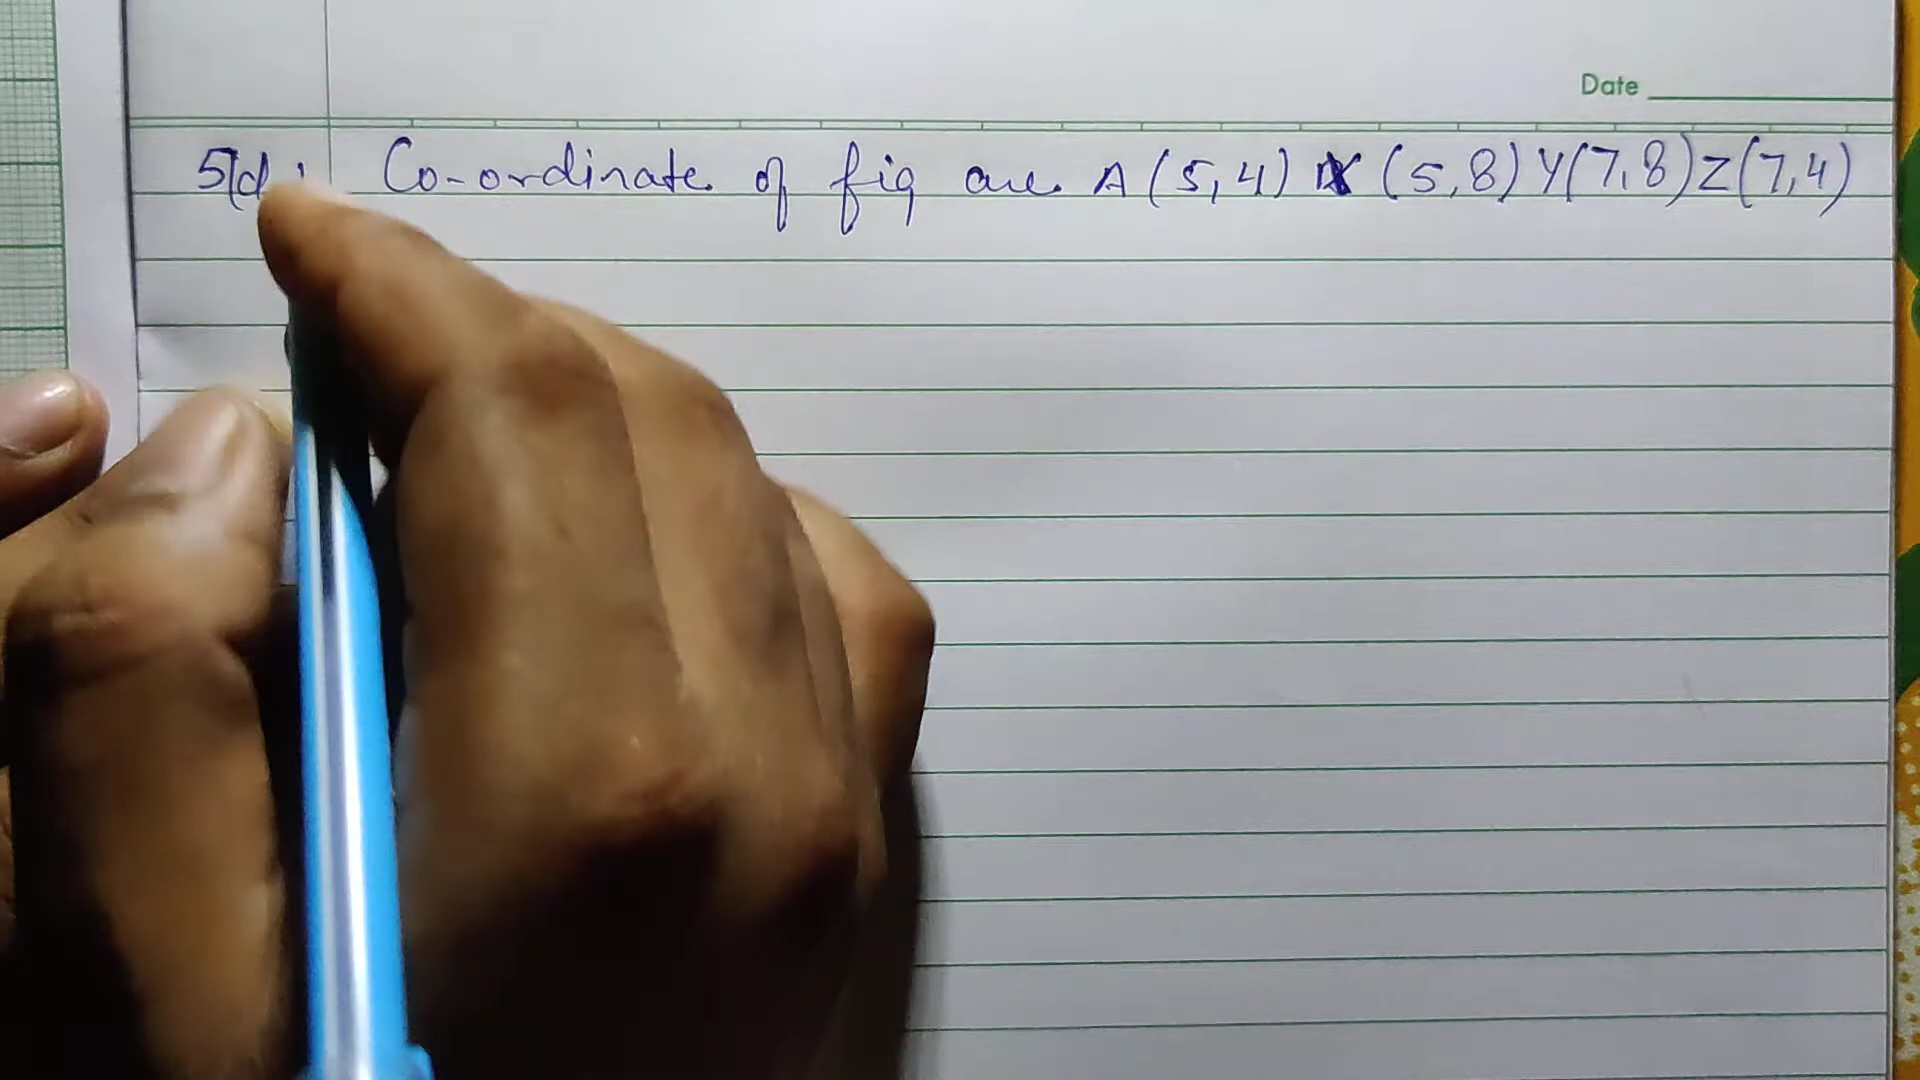 Date
5(d: Co-ordinate of fig are A (5,4) X (5,8) Y(7,8) Z(7,4)